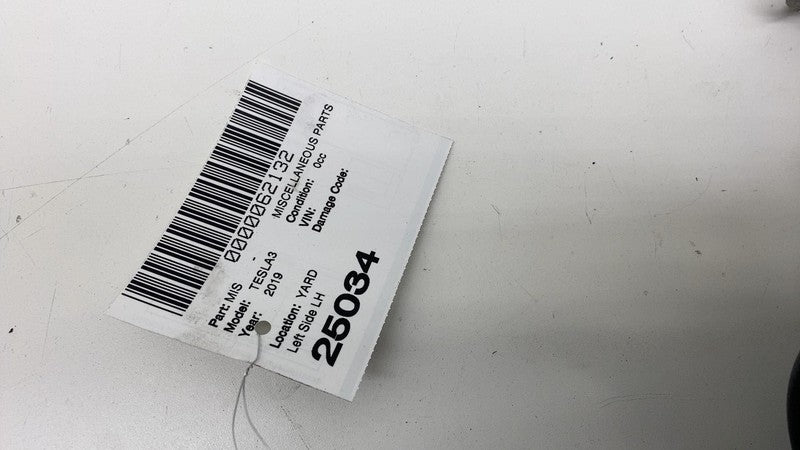 0000062132
Part: MIS - MISCELLANEOUS PARTS
Model: TESLA3 Condition: 0cc
Year: 2019 VIN:
Damage Code:
Location: YARD
Left Side LH
25034